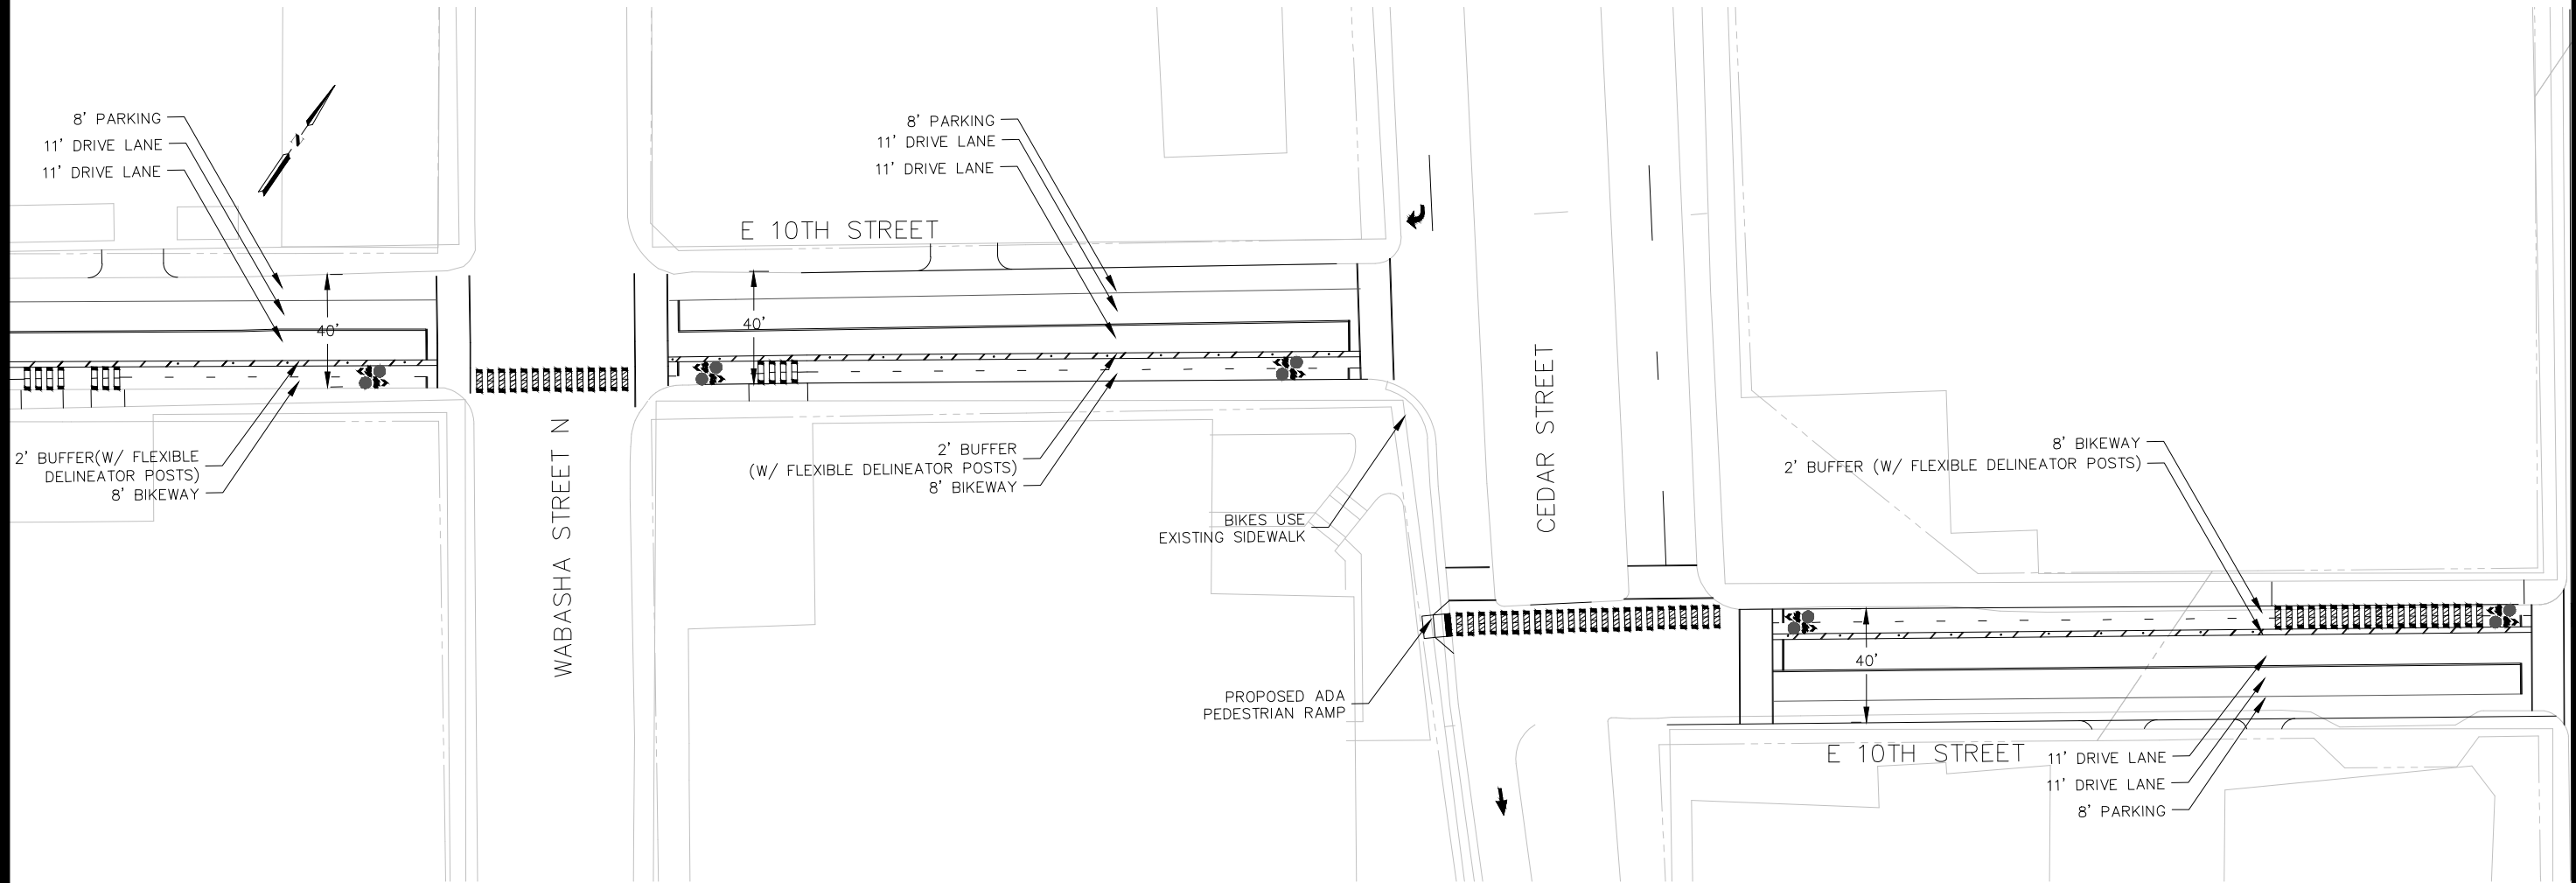 8' PARKING
11' DRIVE LANE
11' DRIVE LANE
N
40'
2' BUFFER(W/ FLEXIBLE
DELINEATOR POSTS)
8' BIKEWAY
WABASHA STREET N
8' PARKING
11' DRIVE LANE
11' DRIVE LANE
E 10TH STREET
40'
2' BUFFER
(W/ FLEXIBLE DELINEATOR POSTS)
8' BIKEWAY
BIKES USE
EXISTING SIDEWALK
PROPOSED ADA
PEDESTRIAN RAMP
CEDAR STREET
8' BIKEWAY
2' BUFFER (W/ FLEXIBLE DELINEATOR POSTS)
40'
E 10TH STREET
11' DRIVE LANE
11' DRIVE LANE
8' PARKING